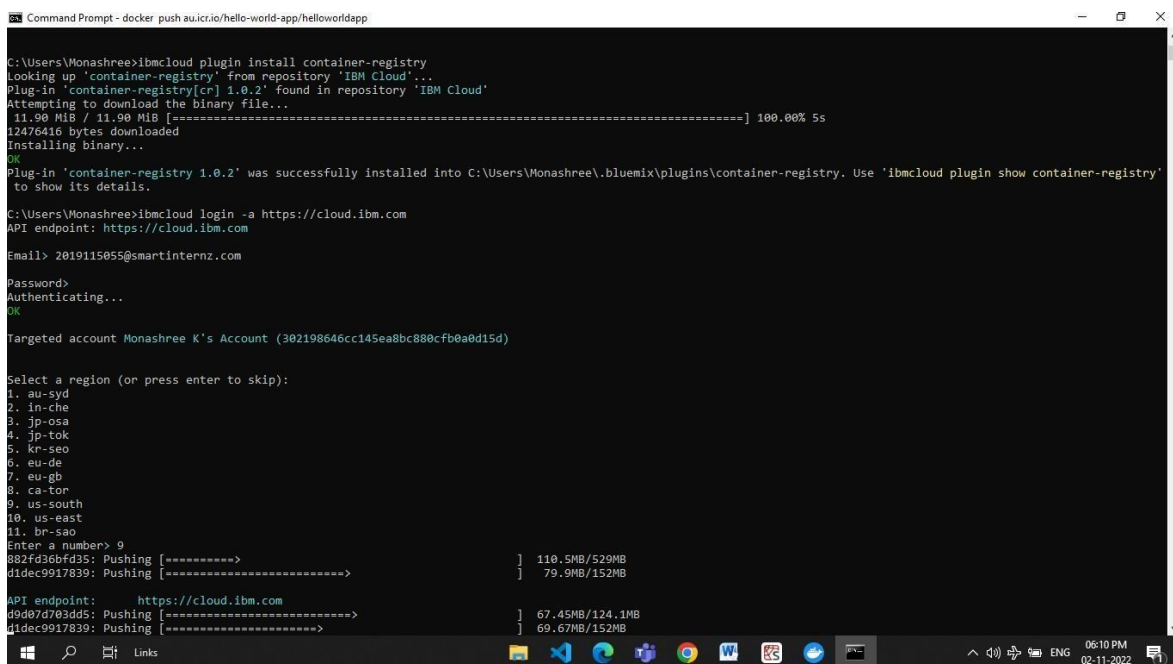 Command Prompt - docker push au.icr.io/hello-world-app/helloworldapp
C:\Users\Monashree>ibmcloud plugin install container-registry
Looking up 'container-registry' from repository 'IBM Cloud'...
Plug-in 'container-registry[cr] 1.0.2' found in repository 'IBM Cloud'
Attempting to download the binary file...
11.90 MiB / 11.90 MiB [==================================================================================] 100.00% 5s
12476416 bytes downloaded
Installing binary...
OK
Plug-in 'container-registry 1.0.2' was successfully installed into C:\Users\Monashree\.bluemix\plugins\container-registry. Use 'ibmcloud plugin show container-registry'
to show its details.
C:\Users\Monashree>ibmcloud login -a https://cloud.ibm.com
API endpoint: https://cloud.ibm.com
Email> 2019115055@smartinternz.com
Password>
Authenticating...
OK
Targeted account Monashree K's Account (302198646cc145ea8bc880cfb0a0d15d)
Select a region (or press enter to skip):
1. au-syd
2. in-che
3. jp-osa
4. jp-tok
5. kr-seo
6. eu-de
7. eu-gb
8. ca-tor
9. us-south
10. us-east
11. br-sao
Enter a number> 9
882fd36bfd35: Pushing [==========>                                        ] 110.5MB/529MB
d1dec9917839: Pushing [==========================>                        ] 79.9MB/152MB
API endpoint: https://cloud.ibm.com
d9d07d703dd5: Pushing [===========================>                       ] 67.45MB/124.1MB
d1dec9917839: Pushing [======================>                            ] 69.67MB/152MB
Links
ENG
06:10 PM
02-11-2022